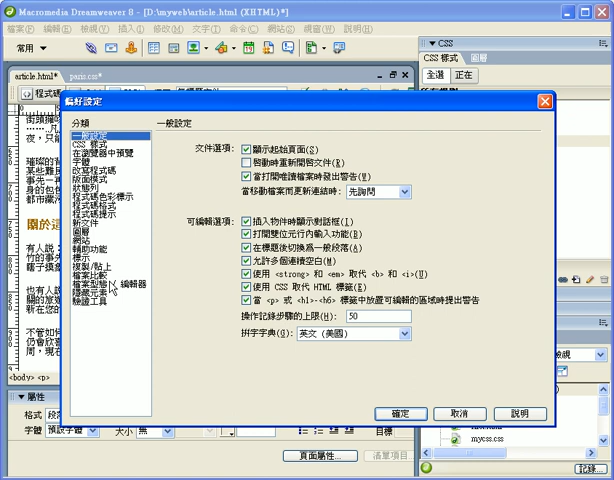 Macromedia Dreamweaver 8 - [D:\myweb\article.html (XHTML)*]
檔案(F) 編輯(E) 檢視(V) 插入(I) 修改(M) 文字(T) 命令(C) 網站(S) 視窗(W) 說明(H)
常用
CSS
CSS 樣式 圖層
全選 正在
article.html* paris.css*
程式碼
偏好設定
分類
一般設定
CSS 樣式
在瀏覽器中預覽
字體
改寫程式碼
版面模式
狀態列
程式碼色彩標示
程式碼格式
程式碼提示
新文件
圖層
網站
輔助功能
標示
複製/貼上
檔案比較
檔案型態／編輯器
隱藏元素
驗證工具
一般設定
文件選項:
顯示起始頁面(S)
啟動時重新開啟文件(R)
當打開唯讀檔案時發出警告(W)
當移動檔案而更新連結時: 先詢問
可編輯選項:
插入物件時顯示對話框(I)
打開雙位元行內輸入功能(B)
在標題後切換為一般段落(A)
允許多個連續空白(M)
使用 <strong> 和 <em> 取代 <b> 和 <i>(U)
使用 CSS 取代 HTML 標籤(E)
當 <p> 或 <h1>-<h6> 標籤中放置可編輯的區域時提出警告
操作記錄步驟的上限(H): 50
拼字字典(G): 英文 (美國)
確定 取消 說明
<body> <p>
屬性
格式
字體 預設字體 大小 無 目標
頁面屬性... 清單項目...
mycss.css
記錄...